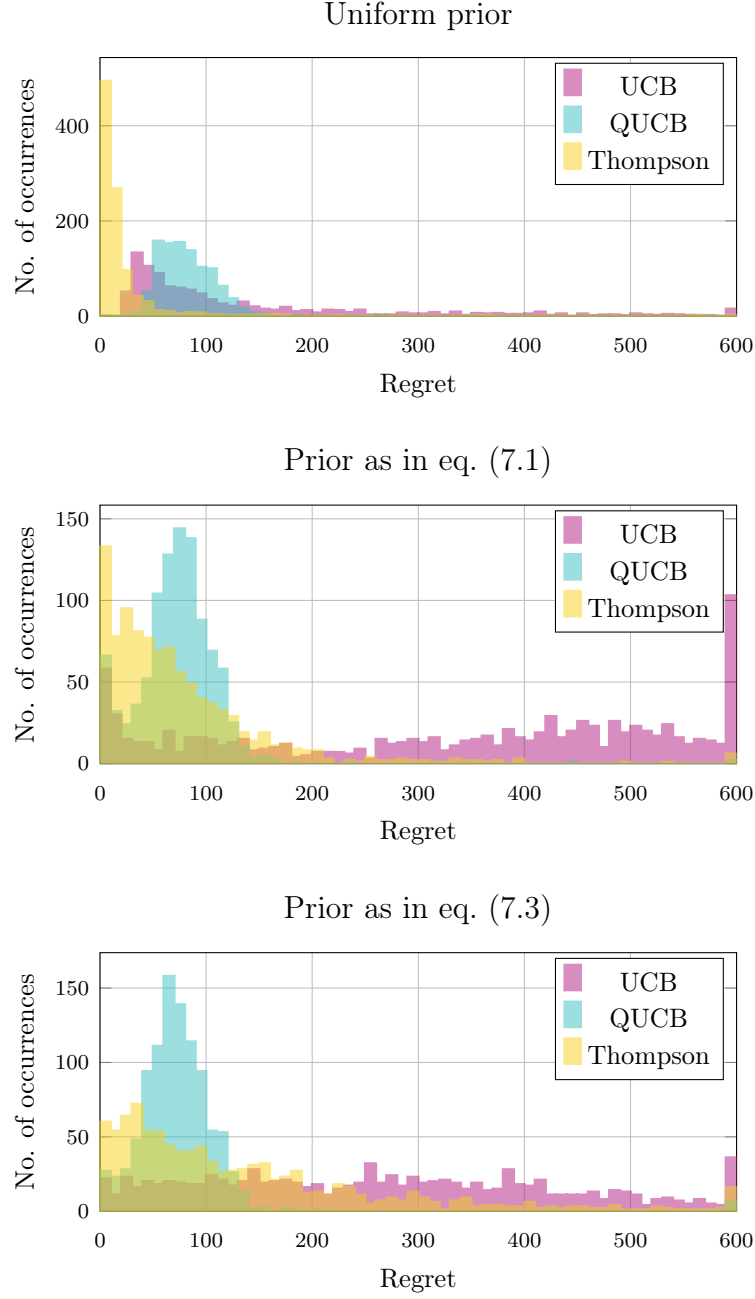 Uniform prior
No. of occurrences
400
200
0
UCB
QUCB
Thompson
0 100 200 300 400 500 600
Regret
Prior as in eq. (7.1)
No. of occurrences
150
100
50
0
UCB
QUCB
Thompson
0 100 200 300 400 500 600
Regret
Prior as in eq. (7.3)
No. of occurrences
150
100
50
0
UCB
QUCB
Thompson
0 100 200 300 400 500 600
Regret